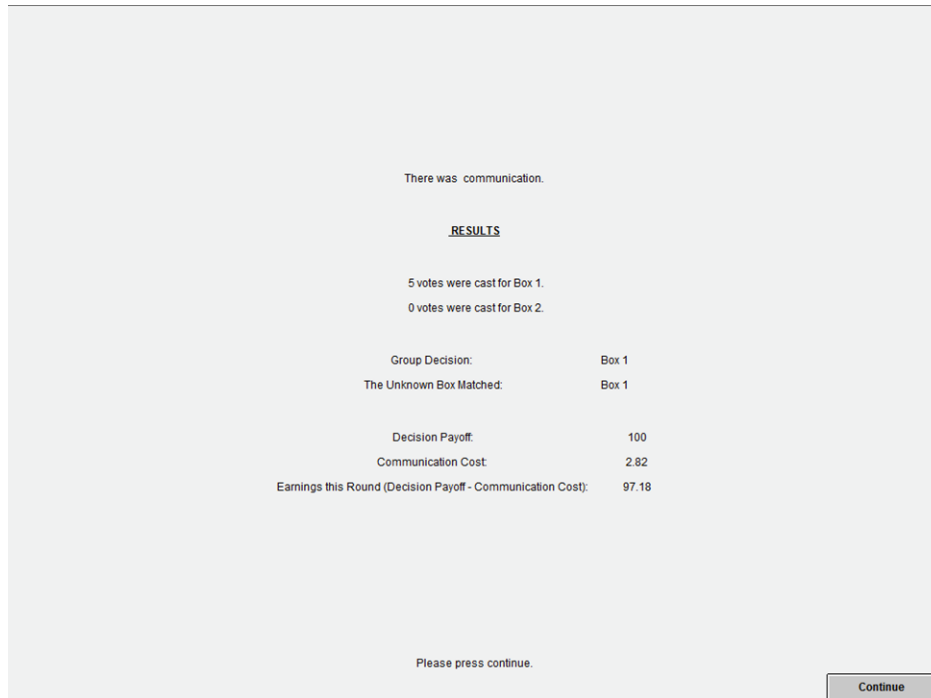 There was communication.
RESULTS
5 votes were cast for Box 1.
0 votes were cast for Box 2.
Group Decision: Box 1
The Unknown Box Matched: Box 1
Decision Payoff: 100
Communication Cost: 2.82
Earnings this Round (Decision Payoff - Communication Cost): 97.18
Please press continue.
Continue